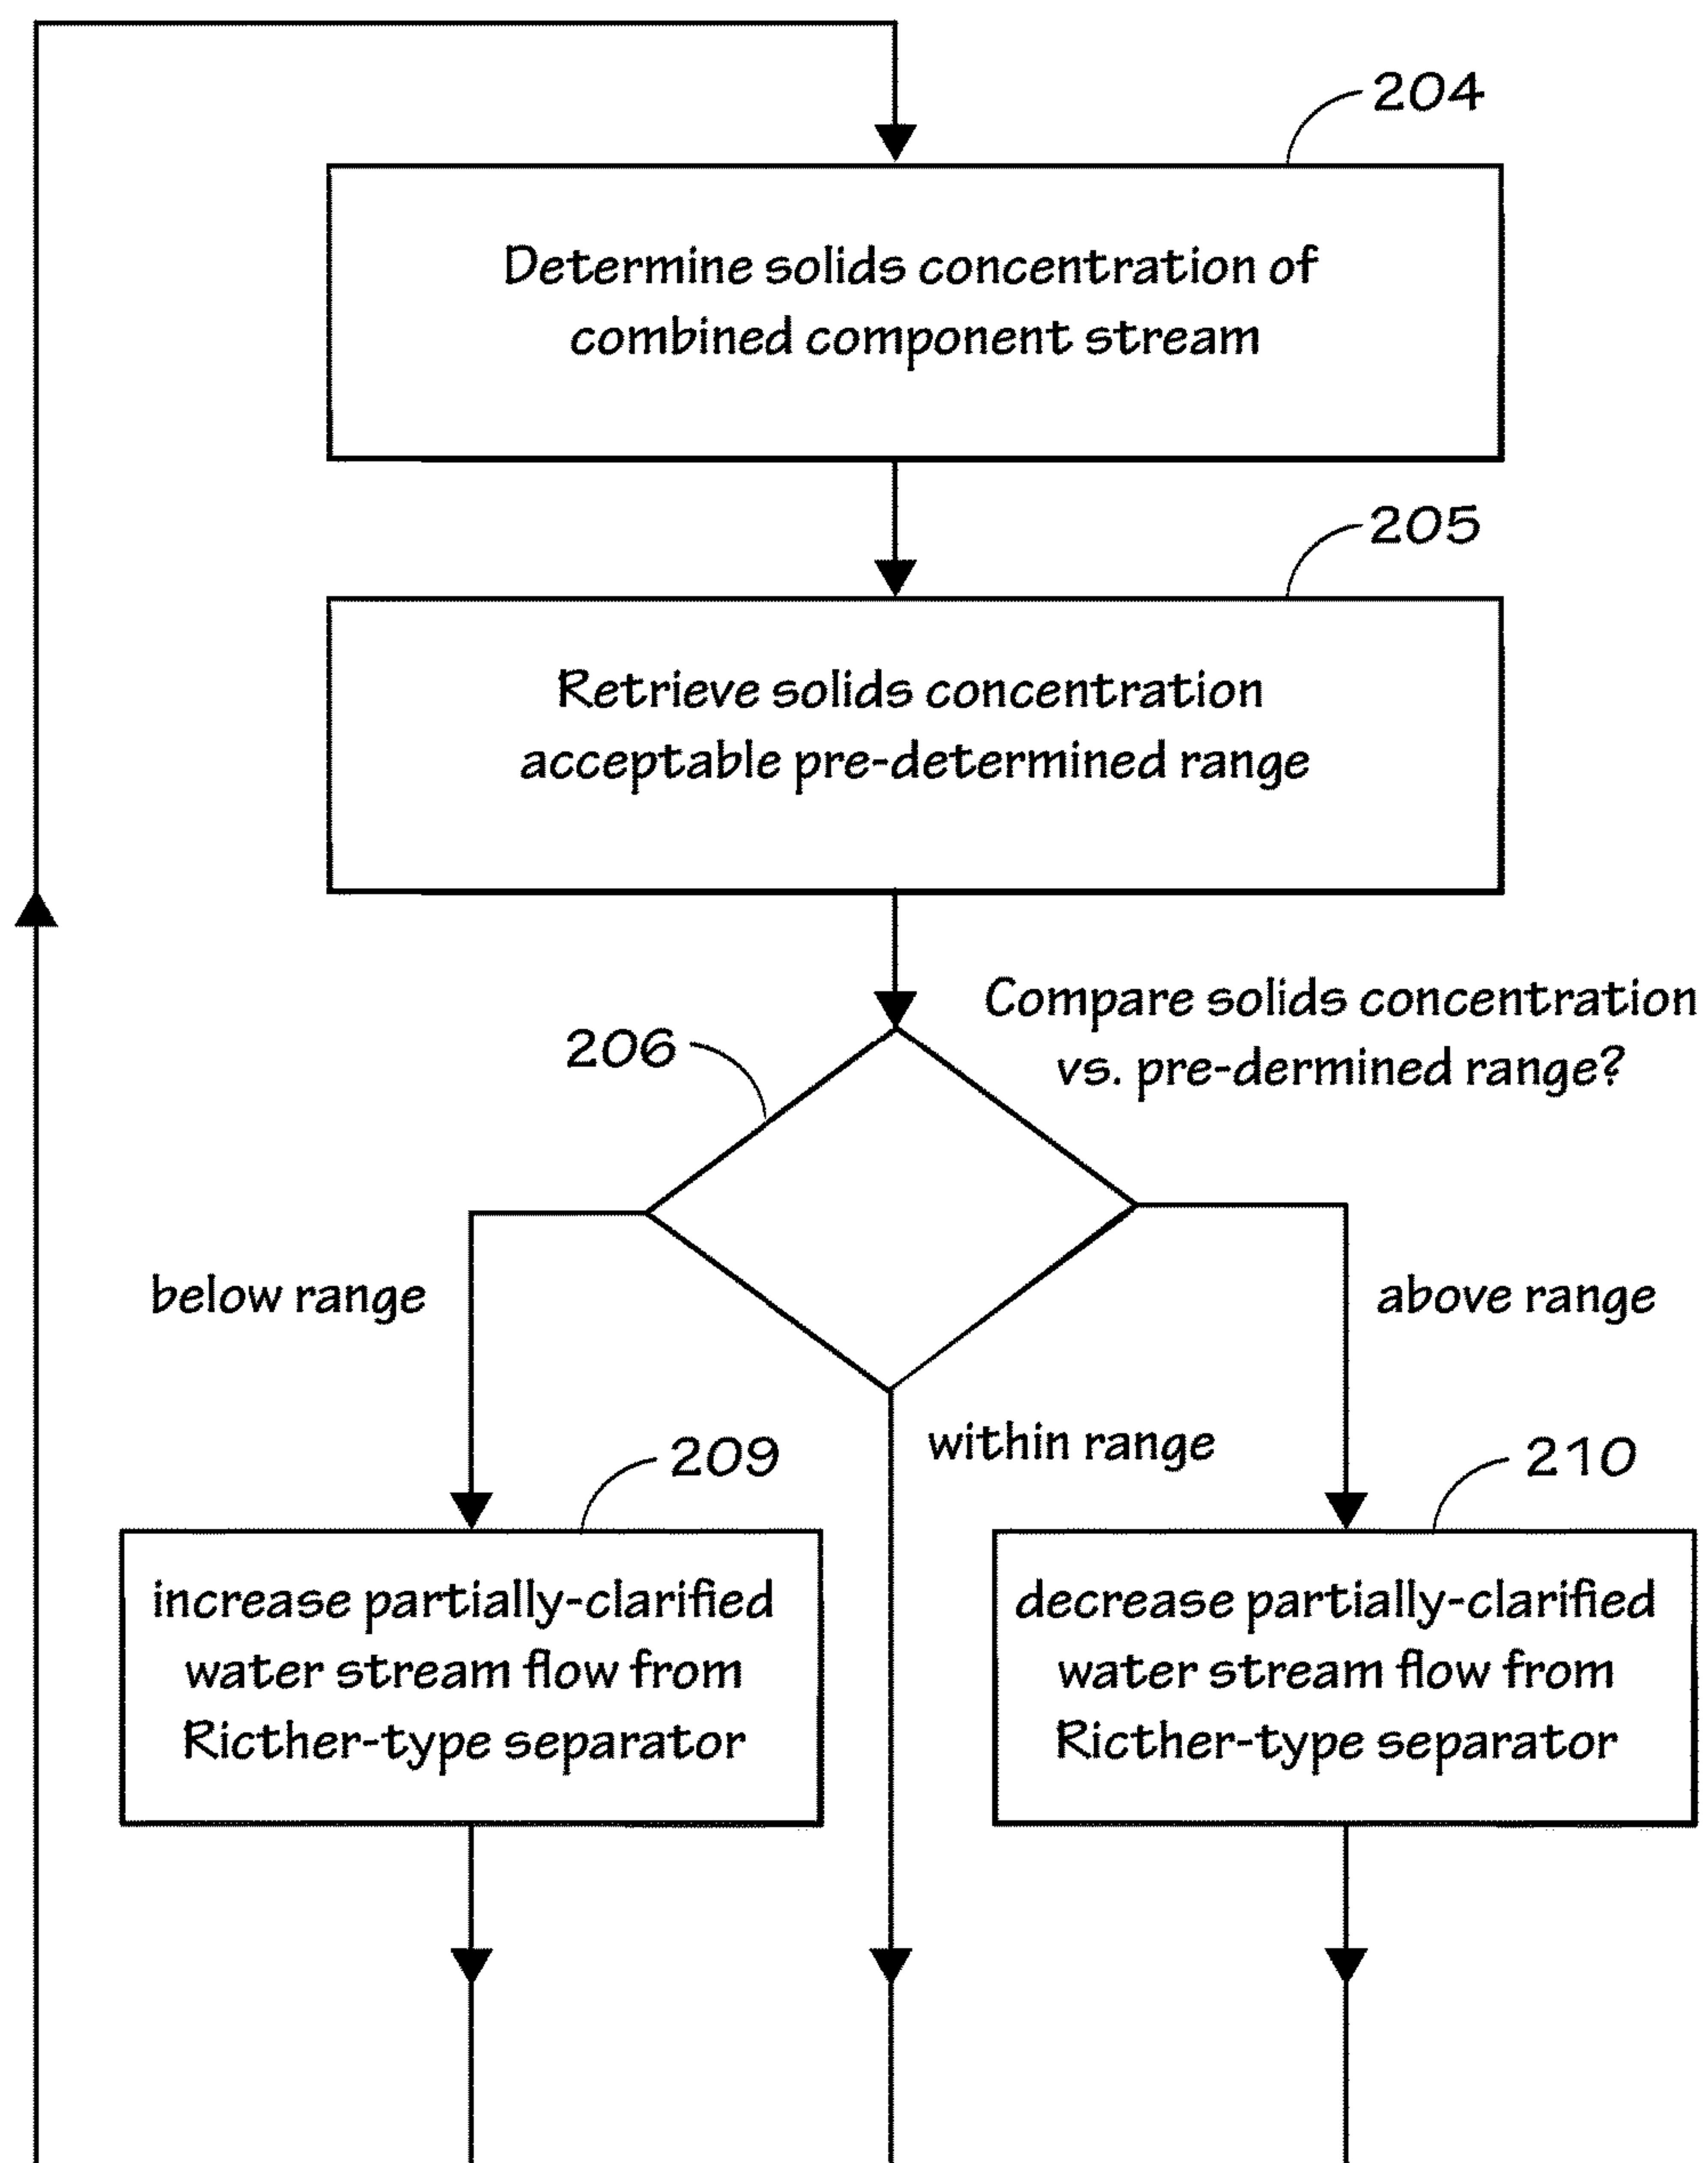 204
Determine solids concentration of
combined component stream
205
Retrieve solids concentration
acceptable pre-determined range
Compare solids concentration
vs. pre-dermined range?
206
below range
above range
within range
209
210
increase partially-clarified
water stream flow from
Ricther-type separator
decrease partially-clarified
water stream flow from
Ricther-type separator